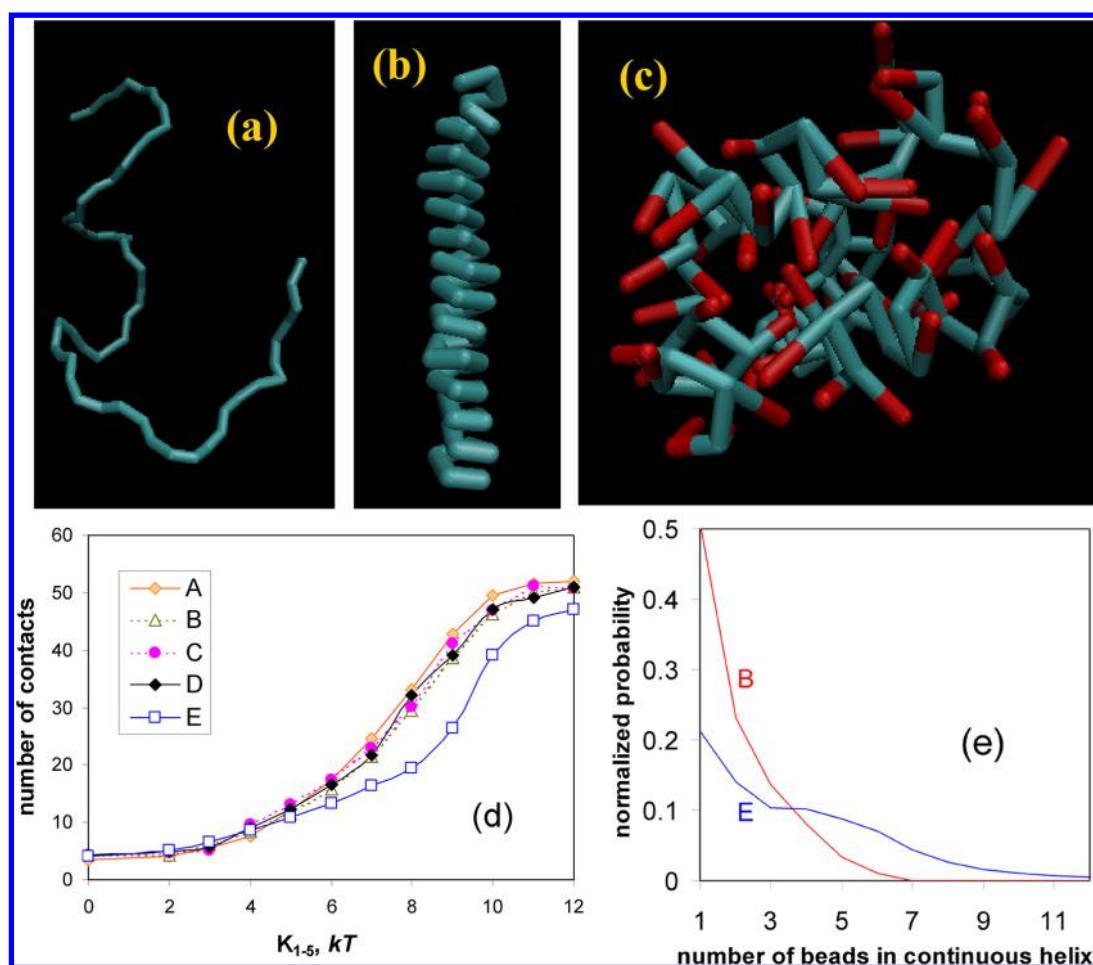 (a)
(b)
(c)
60
50
40
30
20
10
0
number of contacts
A
B
C
D
E
(d)
0 2 4 6 8 10 12
K1-5, kT
0.5
0.4
0.3
0.2
0.1
0
normalized probability
B
E
(e)
1 3 5 7 9 11
number of beads in continuous helix